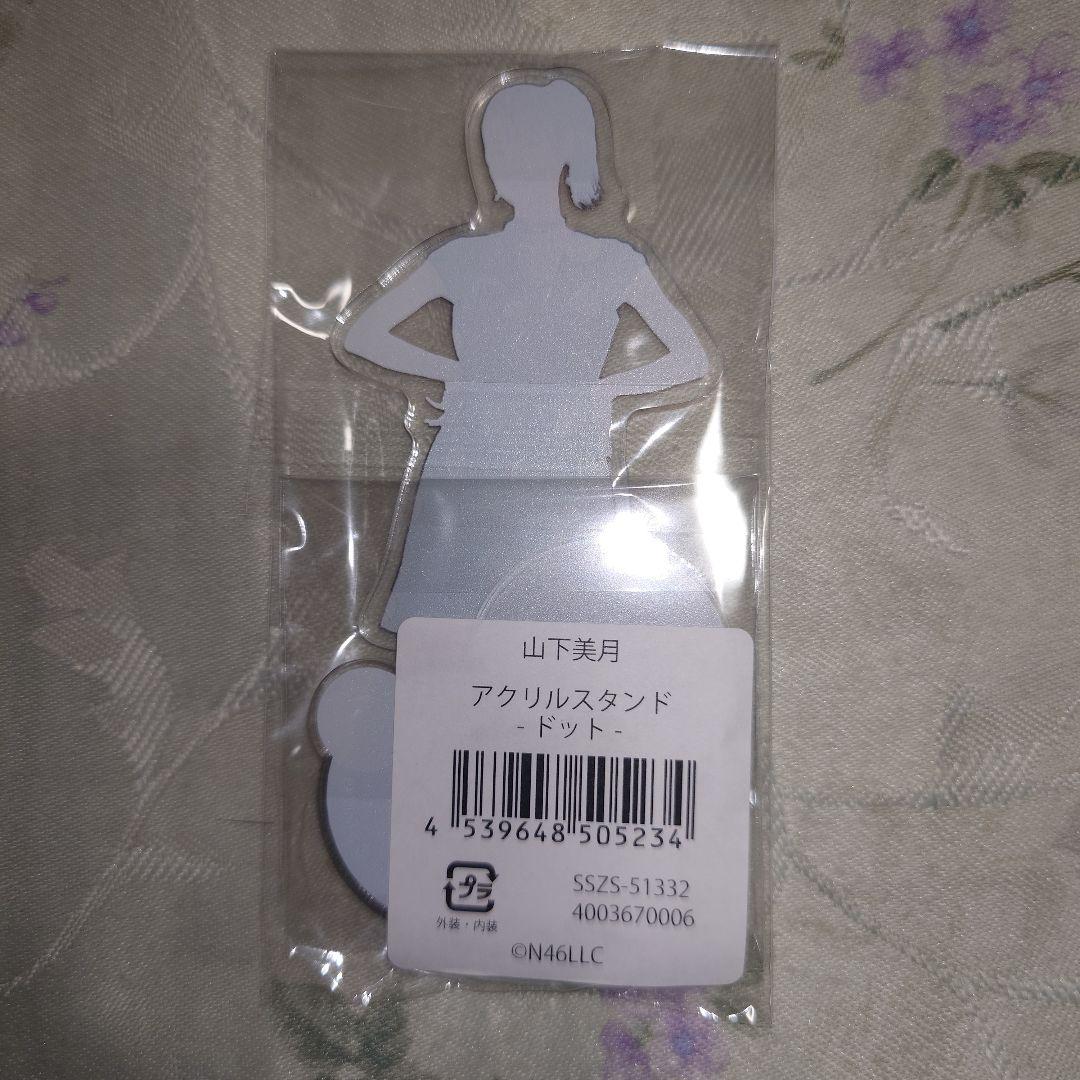 山下美月
アクリルスタンド
- ドット -
4 539648 505234
プラ
外装・内装
SSZS-51332
4003670006
©N46LLC